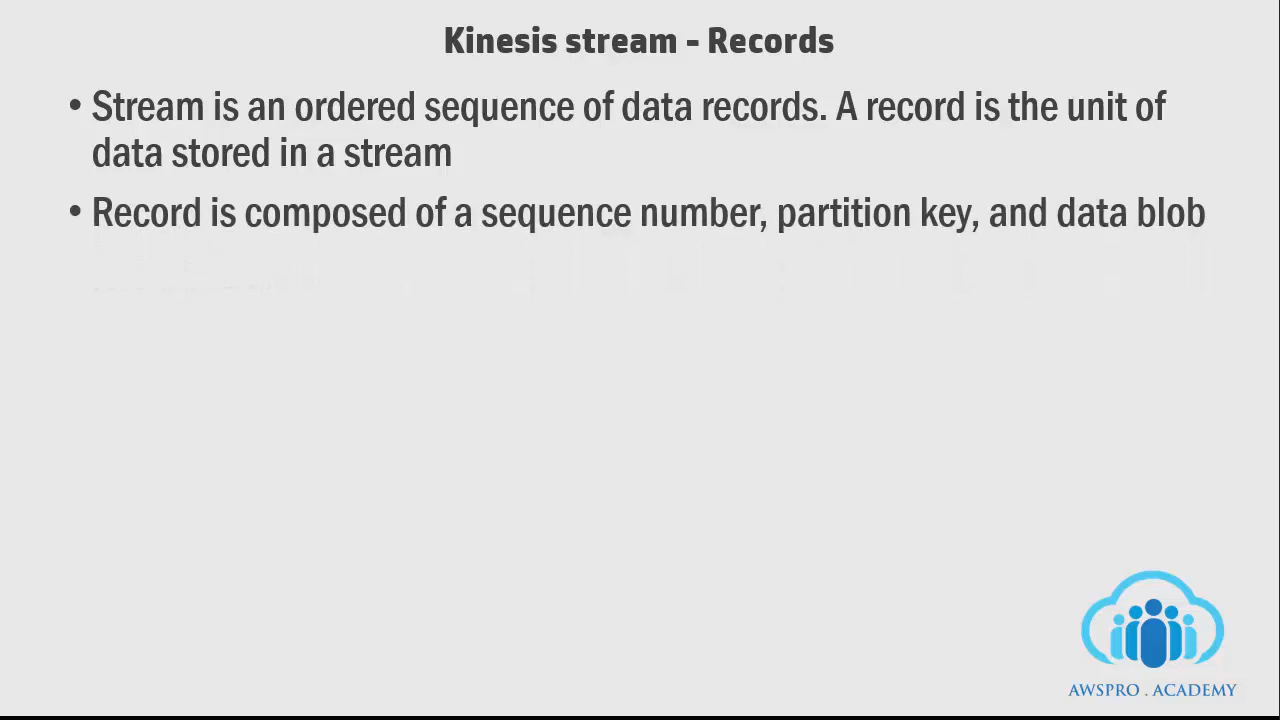 Kinesis stream - Records
• Stream is an ordered sequence of data records. A record is the unit of
data stored in a stream
• Record is composed of a sequence number, partition key, and data blob
AWSPRO . ACADEMY